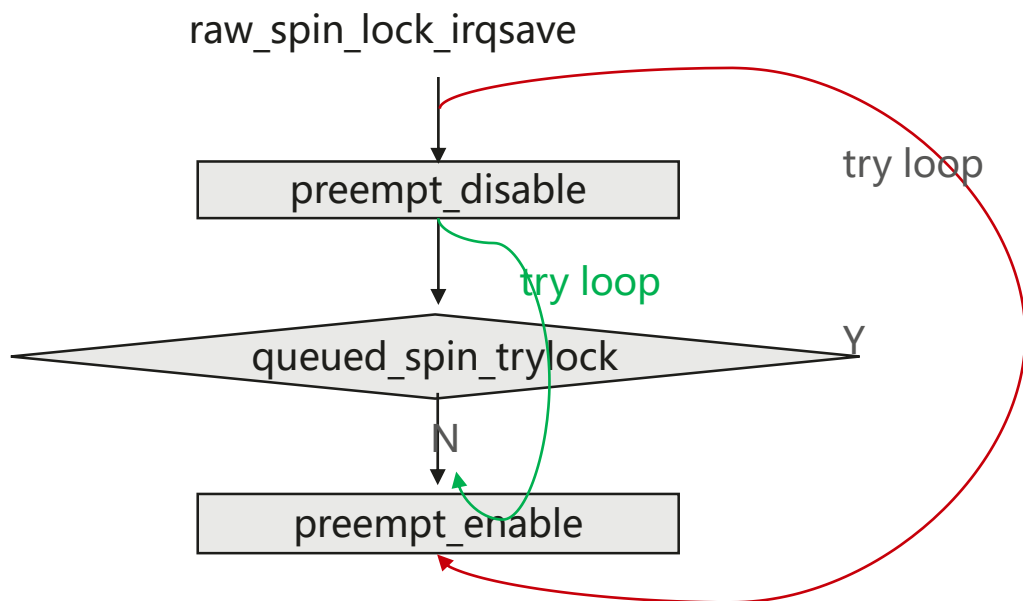 raw_spin_lock_irqsave
try loop
preempt_disable
try loop
Y
queued_spin_trylock
N
preempt_enable